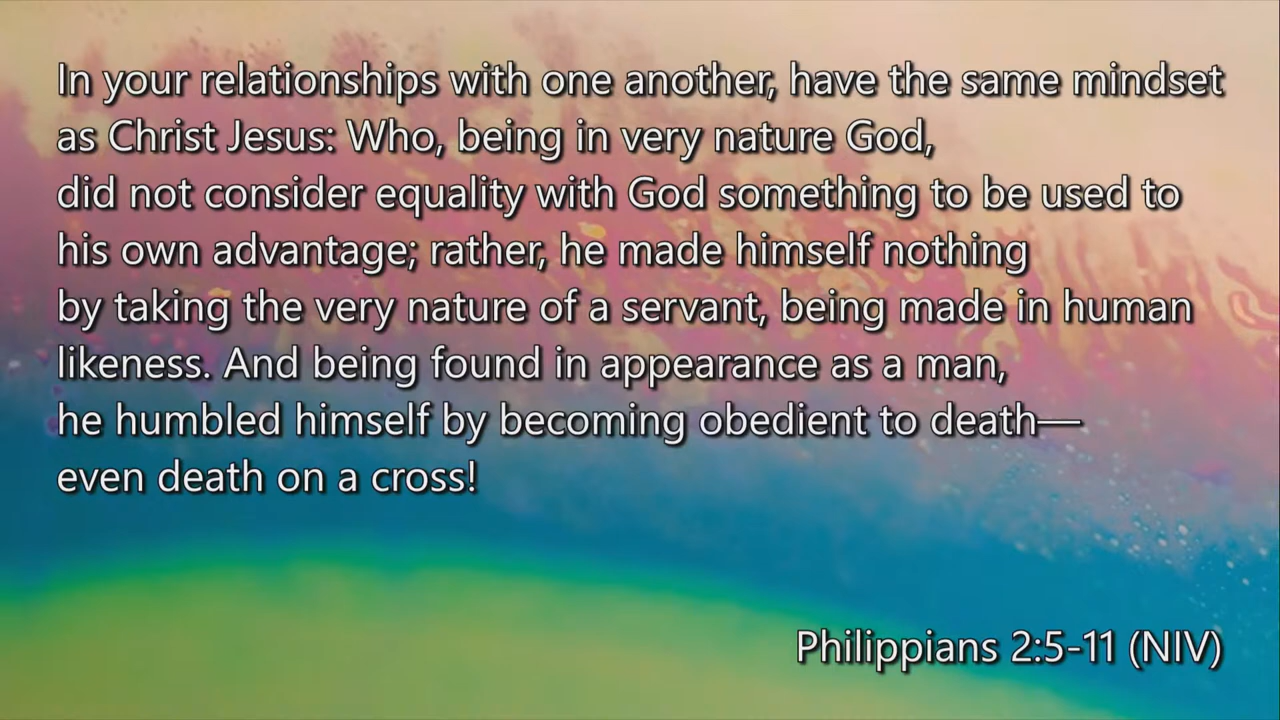 In your relationships with one another, have the same mindset
as Christ Jesus: Who, being in very nature God,
did not consider equality with God something to be used to
his own advantage; rather, he made himself nothing
by taking the very nature of a servant, being made in human
likeness. And being found in appearance as a man,
he humbled himself by becoming obedient to death—
even death on a cross!
Philippians 2:5-11 (NIV)